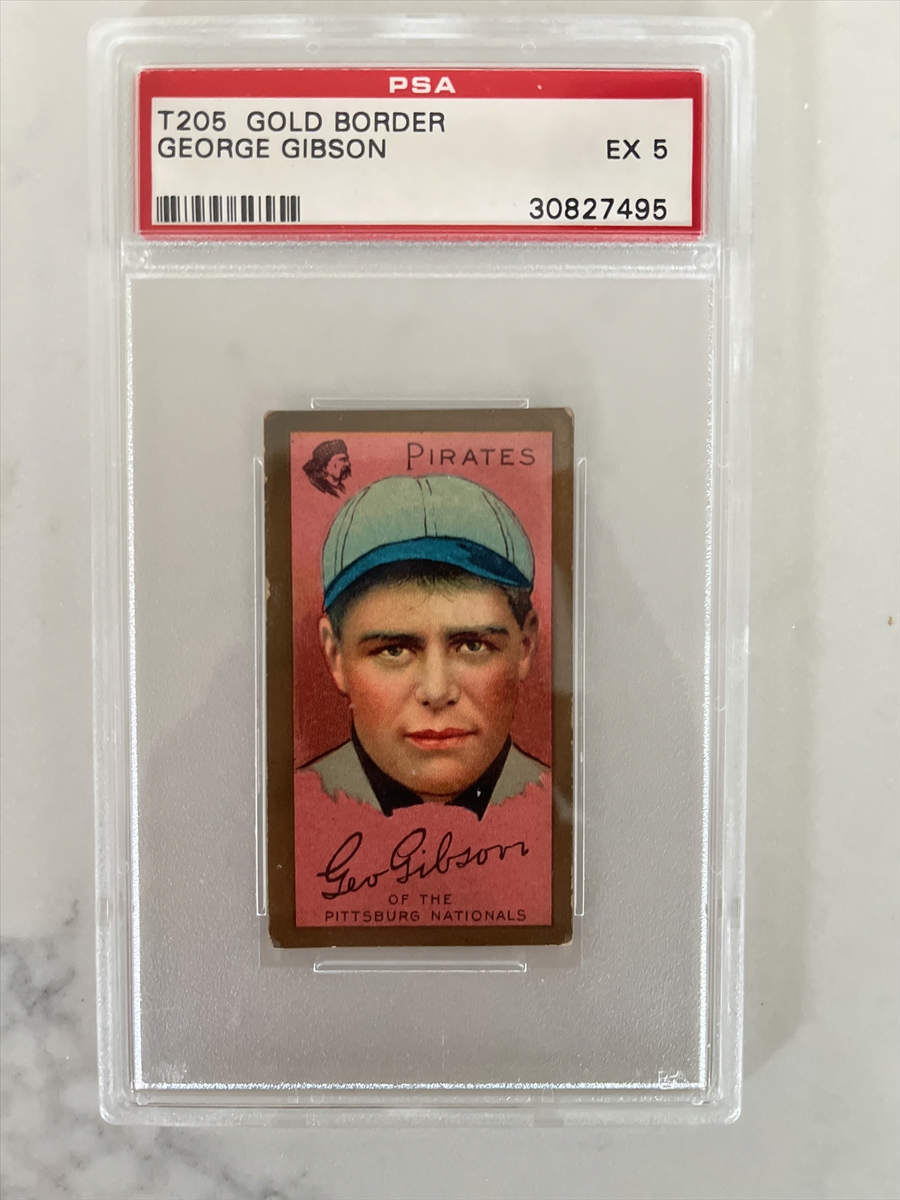 PSA
T205 GOLD BORDER
GEORGE GIBSON EX 5
30827495
PIRATES
Geo Gibson
OF THE
PITTSBURG NATIONALS